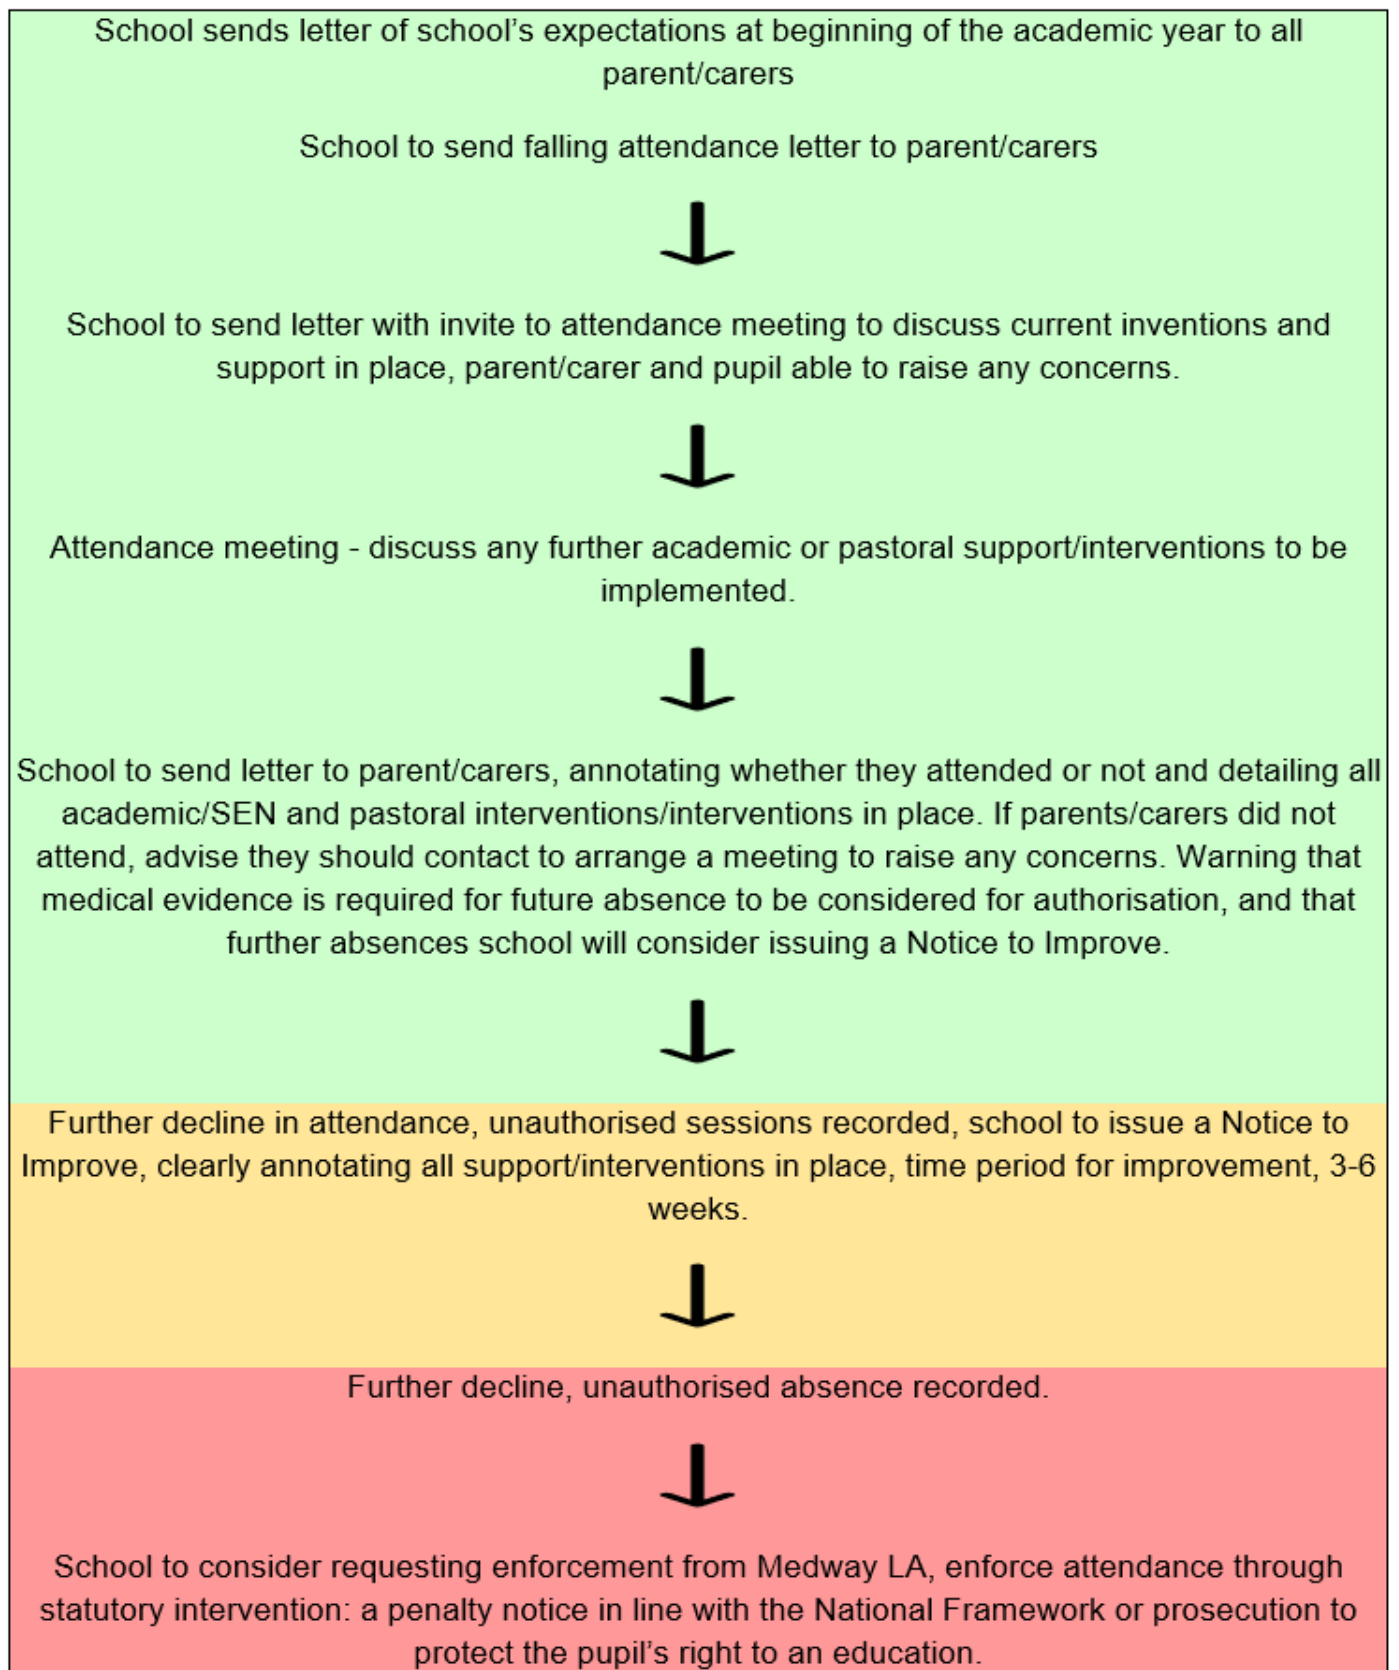 School sends letter of school’s expectations at beginning of the academic year to all
parent/carers
School to send falling attendance letter to parent/carers
School to send letter with invite to attendance meeting to discuss current inventions and
support in place, parent/carer and pupil able to raise any concerns.
Attendance meeting - discuss any further academic or pastoral support/interventions to be
implemented.
School to send letter to parent/carers, annotating whether they attended or not and detailing all
academic/SEN and pastoral interventions/interventions in place. If parents/carers did not
attend, advise they should contact to arrange a meeting to raise any concerns. Warning that
medical evidence is required for future absence to be considered for authorisation, and that
further absences school will consider issuing a Notice to Improve.
Further decline in attendance, unauthorised sessions recorded, school to issue a Notice to
Improve, clearly annotating all support/interventions in place, time period for improvement, 3-6
weeks.
Further decline, unauthorised absence recorded.
School to consider requesting enforcement from Medway LA, enforce attendance through
statutory intervention: a penalty notice in line with the National Framework or prosecution to
protect the pupil’s right to an education.